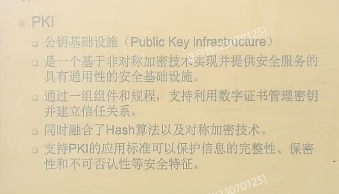 PKI
公钥基础设施（Public Key Infrastructure）
是一个基于非对称加密技术实现并提供安全服务的
具有通用性的安全基础设施。
通过一组组件和规程，支持利用数字证书管理密钥
并建立信任关系。
同时融合了Hash算法以及对称加密技术。
支持PKI的应用标准可以保护信息的完整性、保密
性和不可否认性等安全特征。